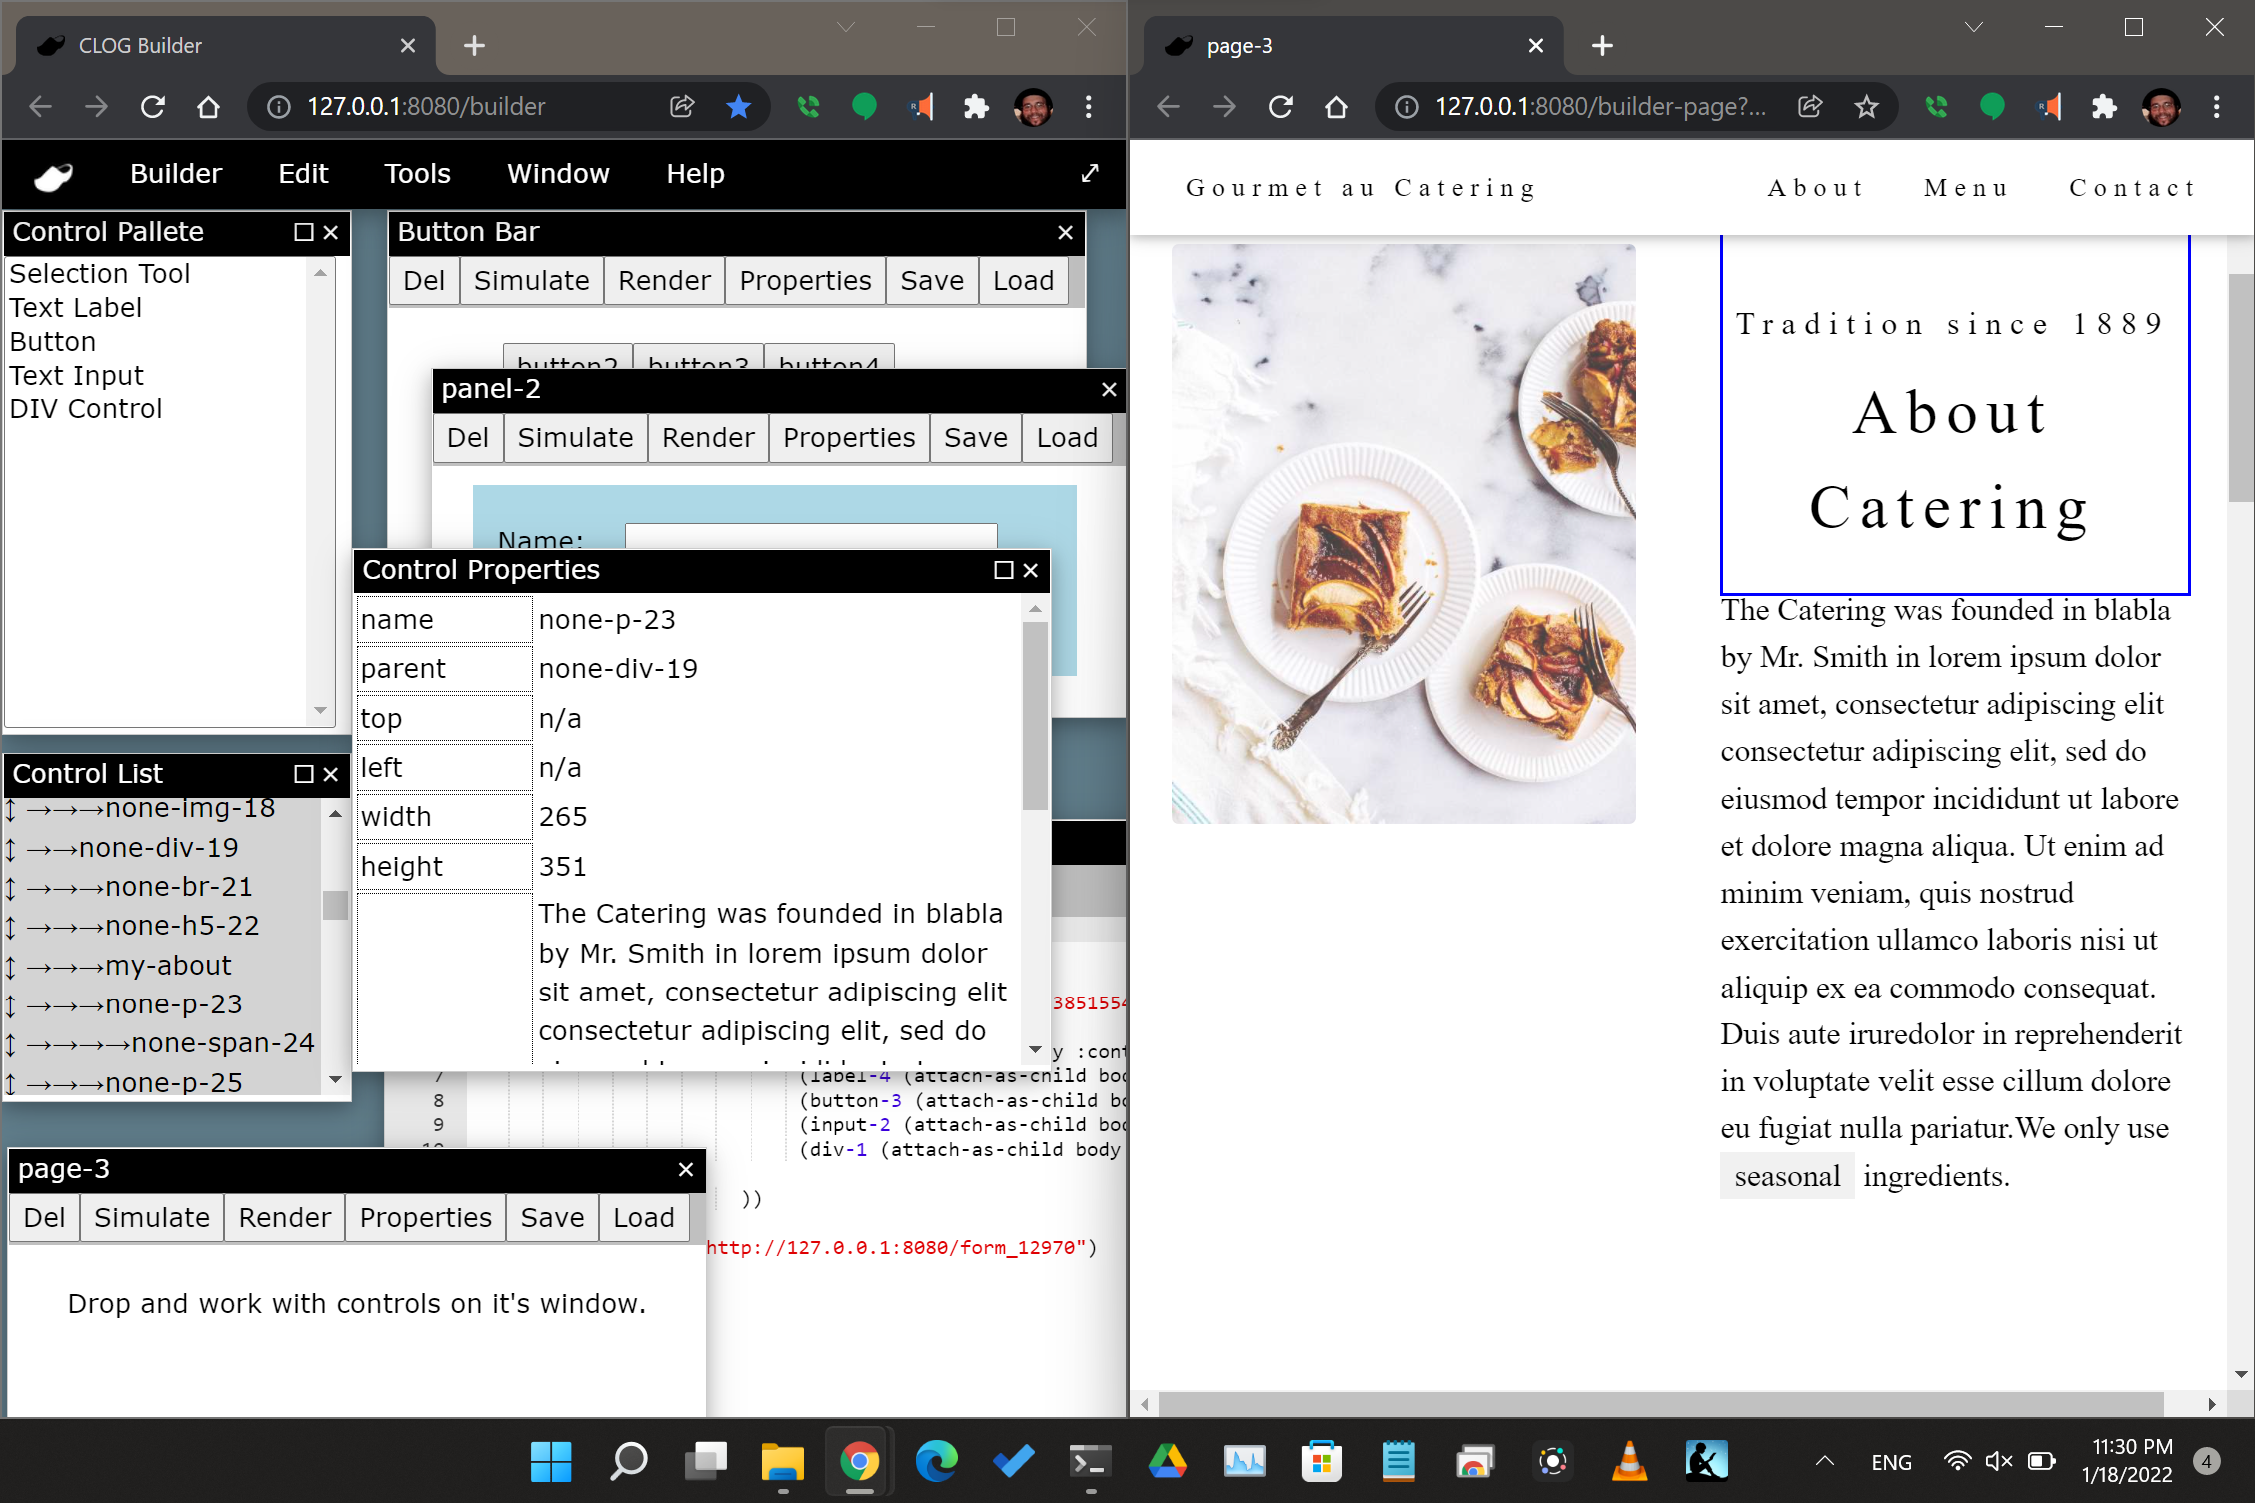 CLOG Builder
127.0.0.1:8080/builder
Builder Edit Tools Window Help
Control Pallete
Selection Tool
Text Label
Button
Text Input
DIV Control
Button Bar
Del Simulate Render Properties Save Load
button2 button3 button4
panel-2
Del Simulate Render Properties Save Load
Name:
Control Properties
name none-p-23
parent none-div-19
top n/a
left n/a
width 265
height 351
The Catering was founded in blabla
by Mr. Smith in lorem ipsum dolor
sit amet, consectetur adipiscing elit
consectetur adipiscing elit, sed do
Control List
↕ →→→none-img-18
↕ →→none-div-19
↕ →→→none-br-21
↕ →→→none-h5-22
↕ →→→my-about
↕ →→→none-p-23
↕ →→→→none-span-24
↕ →→→none-p-25
3851554
y :cont
7 (label-4 (attach-as-child bod
8 (button-3 (attach-as-child bo
9 (input-2 (attach-as-child bod
10 (div-1 (attach-as-child body
))
http://127.0.0.1:8080/form_12970")
page-3
Del Simulate Render Properties Save Load
Drop and work with controls on it's window.
page-3
127.0.0.1:8080/builder-page?...
Gourmet au Catering About Menu Contact
Tradition since 1889
About
Catering
The Catering was founded in blabla
by Mr. Smith in lorem ipsum dolor
sit amet, consectetur adipiscing elit
consectetur adipiscing elit, sed do
eiusmod tempor incididunt ut labore
et dolore magna aliqua. Ut enim ad
minim veniam, quis nostrud
exercitation ullamco laboris nisi ut
aliquip ex ea commodo consequat.
Duis aute iruredolor in reprehenderit
in voluptate velit esse cillum dolore
eu fugiat nulla pariatur.We only use
seasonal ingredients.
ENG
11:30 PM
1/18/2022
4